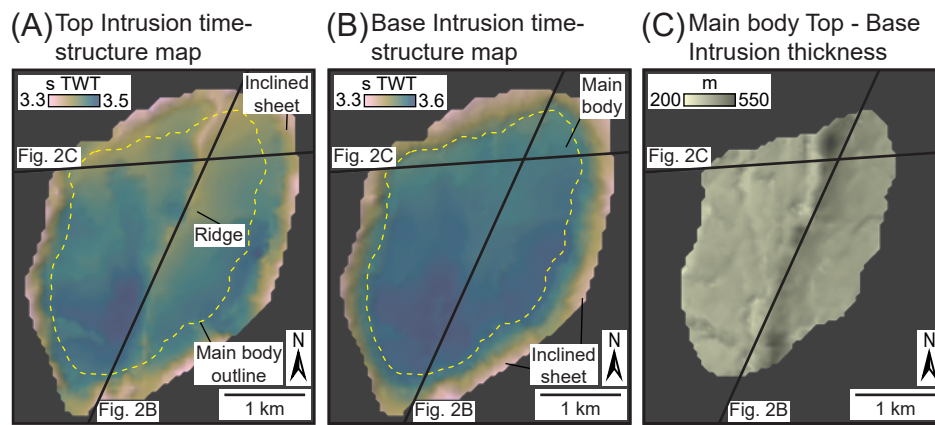 (A) Top Intrusion time-
structure map
s TWT
3.3 3.5
Inclined
sheet
Fig. 2C
Ridge
Main body
outline
N
Fig. 2B
1 km
(B) Base Intrusion time-
structure map
s TWT
3.3 3.6
Main
body
Fig. 2C
Inclined
sheet
N
Fig. 2B
1 km
(C) Main body Top - Base
Intrusion thickness
m
200 550
Fig. 2C
N
Fig. 2B
1 km